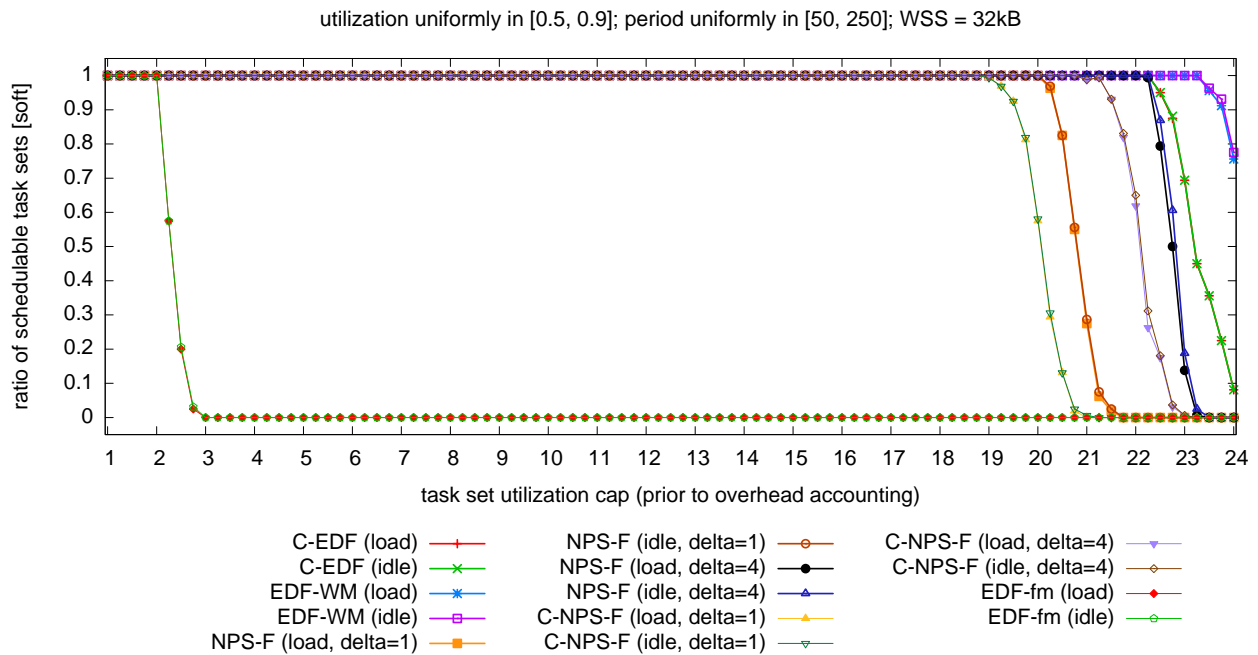 utilization uniformly in [0.5, 0.9]; period uniformly in [50, 250]; WSS = 32kB
ratio of schedulable task sets [soft]
1
0.9
0.8
0.7
0.6
0.5
0.4
0.3
0.2
0.1
0
1 2 3 4 5 6 7 8 9 10 11 12 13 14 15 16 17 18 19 20 21 22 23 24
task set utilization cap (prior to overhead accounting)
C-EDF (load)
C-EDF (idle)
EDF-WM (load)
EDF-WM (idle)
NPS-F (load, delta=1)
NPS-F (idle, delta=1)
NPS-F (load, delta=4)
NPS-F (idle, delta=4)
C-NPS-F (load, delta=1)
C-NPS-F (idle, delta=1)
C-NPS-F (load, delta=4)
C-NPS-F (idle, delta=4)
EDF-fm (load)
EDF-fm (idle)